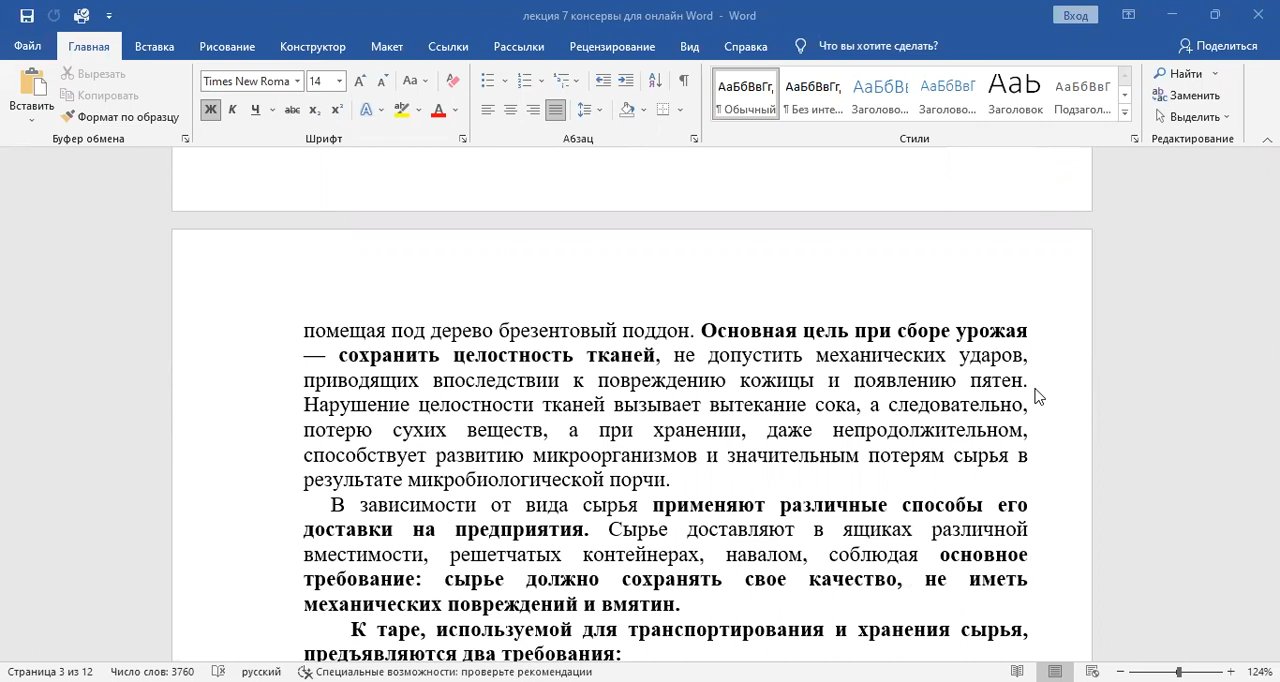 лекция 7 консервы для онлайн Word - Word
Вход
Файл Главная Вставка Рисование Конструктор Макет Ссылки Рассылки Рецензирование Вид Справка Что вы хотите сделать? Поделиться
Вставить
Вырезать
Копировать
Формат по образцу
Буфер обмена
Times New Roma 14
Aa
Ж К Ч abc x₂ x² A A
Шрифт
Абзац
АаБбВвГг, АаБбВвГг, АаБбВı АаБбВвГ АаЬ АаБбВвГ
¶ Обычный ¶ Без инте... Заголово... Заголово... Заголовок Подзагол...
Стили
Найти
Заменить
Выделить
Редактирование
помещая под дерево брезентовый поддон. Основная цель при сборе урожая
— сохранить целостность тканей, не допустить механических ударов,
приводящих впоследствии к повреждению кожицы и появлению пятен.
Нарушение целостности тканей вызывает вытекание сока, а следовательно,
потерю сухих веществ, а при хранении, даже непродолжительном,
способствует развитию микроорганизмов и значительным потерям сырья в
результате микробиологической порчи.
В зависимости от вида сырья применяют различные способы его
доставки на предприятия. Сырье доставляют в ящиках различной
вместимости, решетчатых контейнерах, навалом, соблюдая основное
требование: сырье должно сохранять свое качество, не иметь
механических повреждений и вмятин.
К таре, используемой для транспортирования и хранения сырья,
предъявляются два требования:
Страница 3 из 12 Число слов: 3760 русский Специальные возможности: проверьте рекомендации 124%